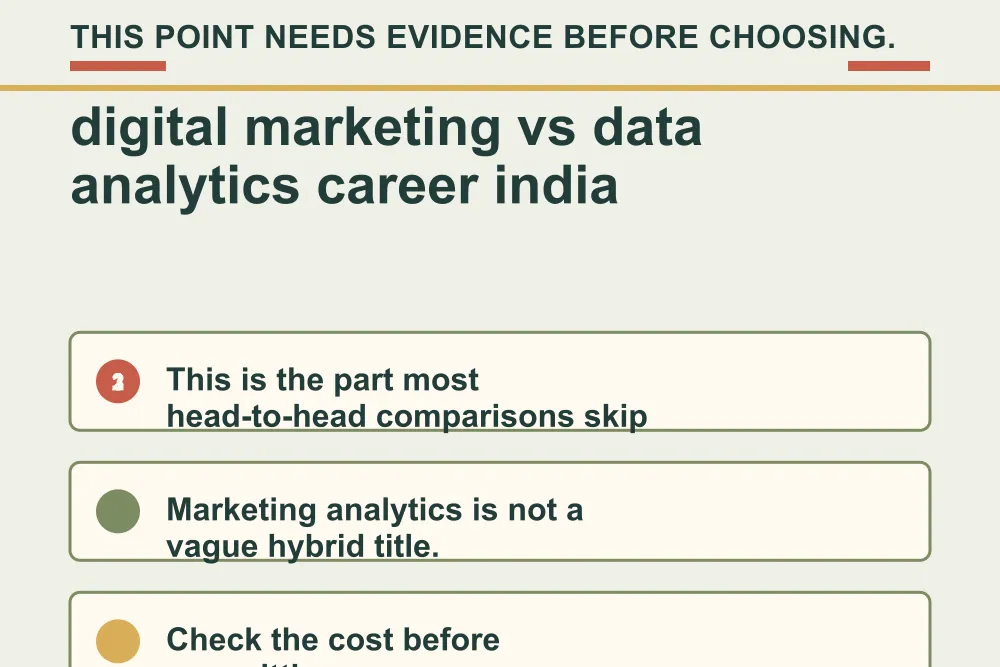 THIS POINT NEEDS EVIDENCE BEFORE CHOOSING.
digital marketing vs data
analytics career india
This is the part most
head-to-head comparisons skip
Marketing analytics is not a
vague hybrid title.
Check the cost before